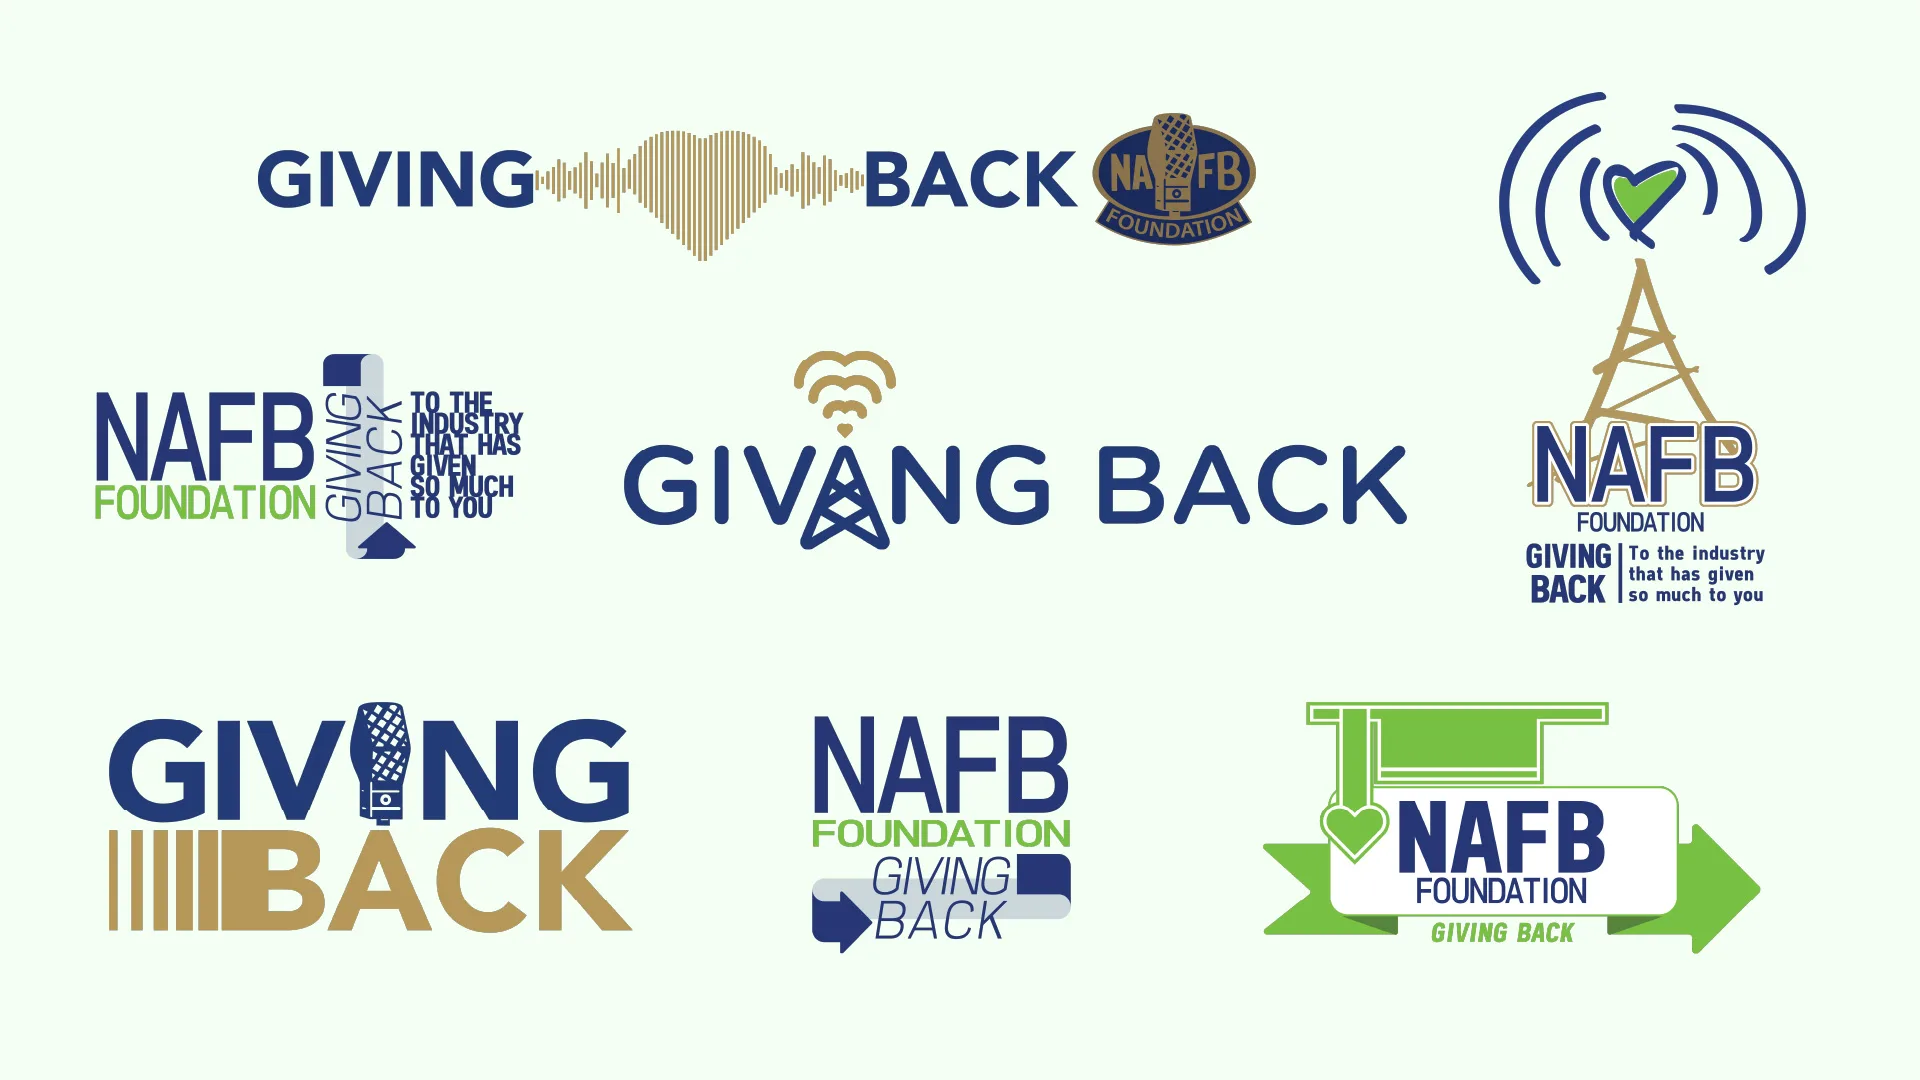 GIVING BACK
NAFB
FOUNDATION
NAFB
FOUNDATION
GIVING
BACK
TO THE
INDUSTRY
THAT HAS
GIVEN
SO MUCH
TO YOU
GIVING BACK
NAFB
FOUNDATION
GIVING
BACK
To the industry
that has given
so much to you
GIVING
BACK
NAFB
FOUNDATION
GIVING
BACK
NAFB
FOUNDATION
GIVING BACK